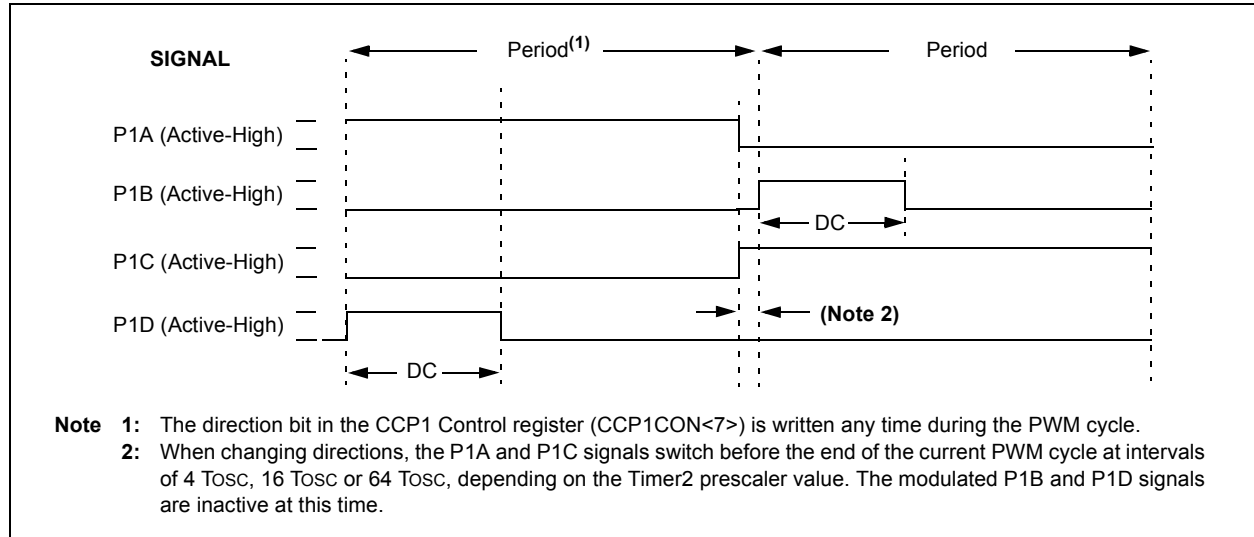 SIGNAL
Period(1)
Period
P1A (Active-High)
P1B (Active-High)
DC
P1C (Active-High)
P1D (Active-High)
(Note 2)
DC
Note 1: The direction bit in the CCP1 Control register (CCP1CON<7>) is written any time during the PWM cycle.
2: When changing directions, the P1A and P1C signals switch before the end of the current PWM cycle at intervals
of 4 TOSC, 16 TOSC or 64 TOSC, depending on the Timer2 prescaler value. The modulated P1B and P1D signals
are inactive at this time.